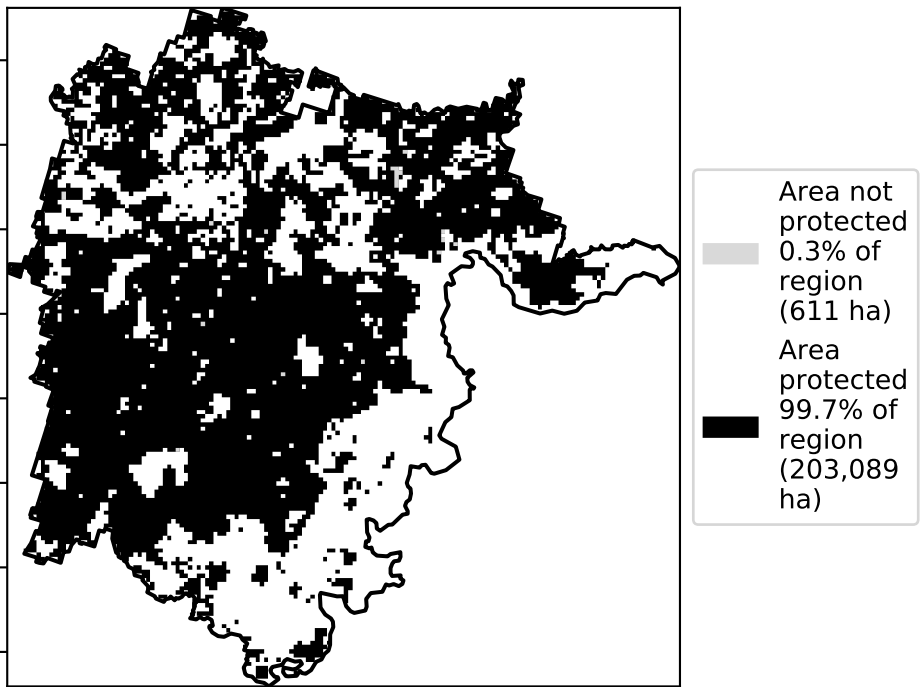 Area not
protected
0.3% of
region
(611 ha)
Area
protected
99.7% of
region
(203,089
ha)